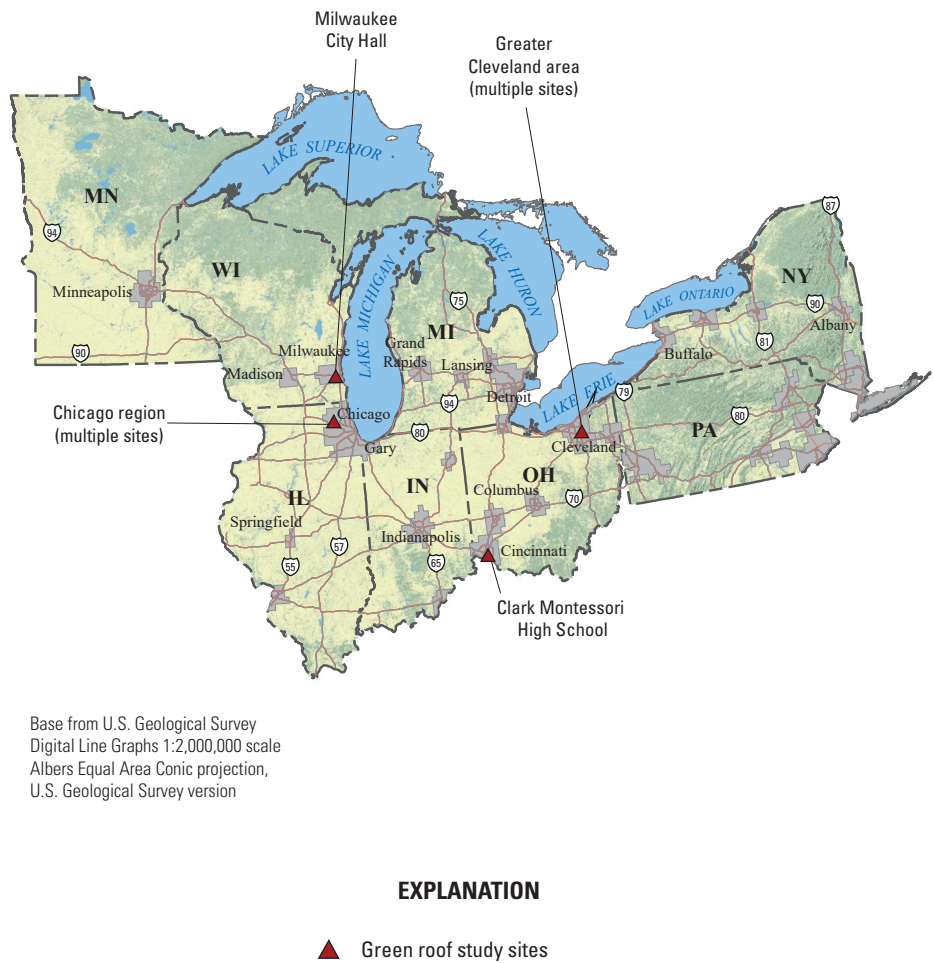 Milwaukee
City Hall
Greater
Cleveland area
(multiple sites)
LAKE SUPERIOR
MN
87
94
WI
LAKE MICHIGAN
LAKE HURON
NY
Minneapolis
75
LAKE ONTARIO
90
MI
Albany
90
Milwaukee
Grand
Rapids
81
Buffalo
Madison
Lansing
LAKE ERIE
79
Detroit
94
Chicago region
(multiple sites)
Chicago
80
80
PA
Gary
Cleveland
IN
OH
IL
Columbus
70
Springfield
57
Indianapolis
Cincinnati
55
65
Clark Montessori
High School
Base from U.S. Geological Survey
Digital Line Graphs 1:2,000,000 scale
Albers Equal Area Conic projection,
U.S. Geological Survey version
EXPLANATION
Green roof study sites